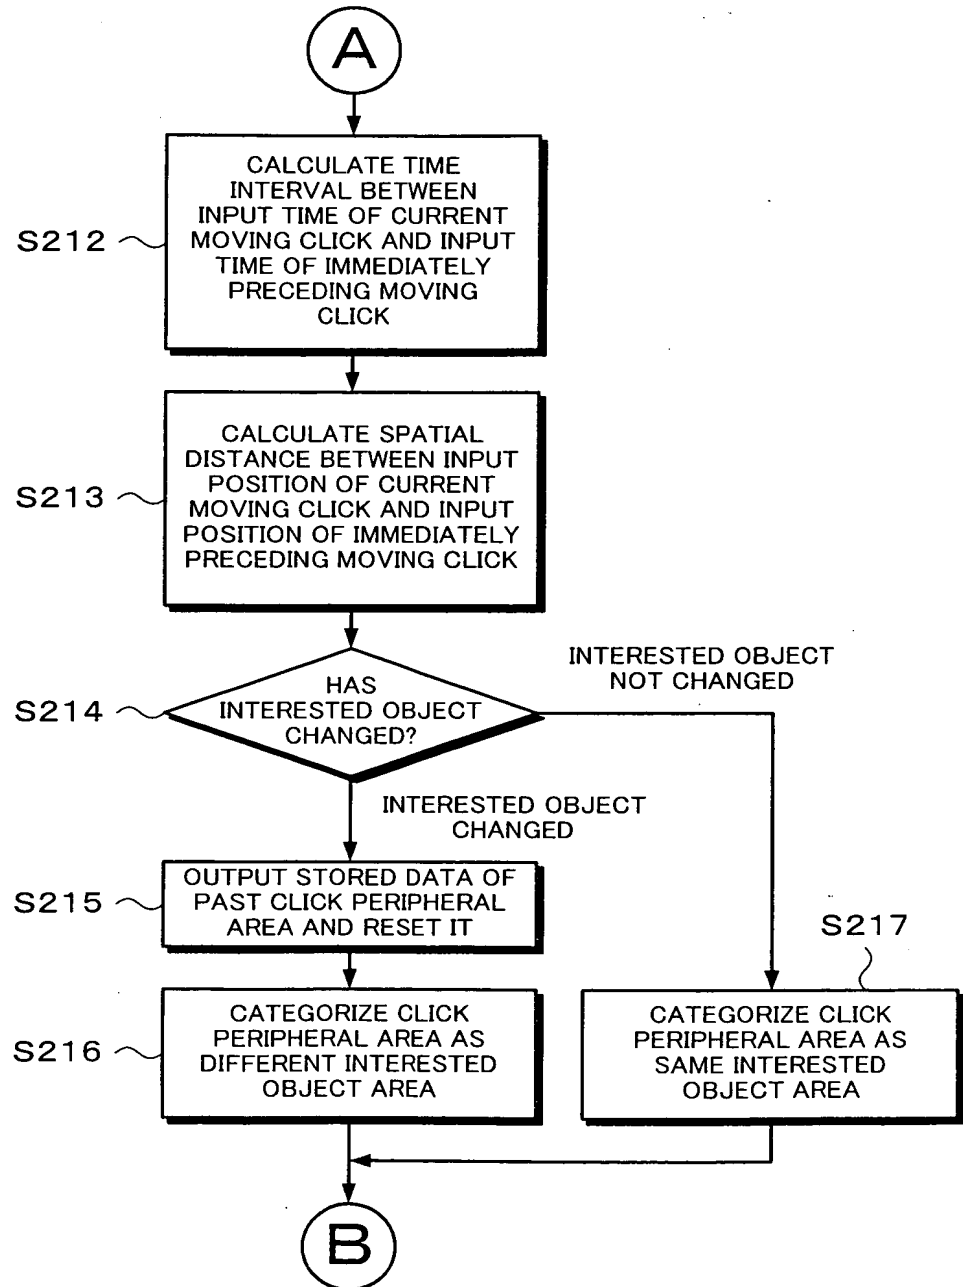 A
CALCULATE TIME
INTERVAL BETWEEN
INPUT TIME OF CURRENT
MOVING CLICK AND INPUT
TIME OF IMMEDIATELY
PRECEDING MOVING
CLICK
S212
CALCULATE SPATIAL
DISTANCE BETWEEN INPUT
POSITION OF CURRENT
MOVING CLICK AND INPUT
POSITION OF IMMEDIATELY
PRECEDING MOVING CLICK
S213
HAS
INTERESTED OBJECT
CHANGED?
S214
INTERESTED OBJECT
NOT CHANGED
INTERESTED OBJECT
CHANGED
OUTPUT STORED DATA OF
PAST CLICK PERIPHERAL
AREA AND RESET IT
S215
S217
CATEGORIZE CLICK
PERIPHERAL AREA AS
DIFFERENT INTERESTED
OBJECT AREA
S216
CATEGORIZE CLICK
PERIPHERAL AREA AS
SAME INTERESTED
OBJECT AREA
B